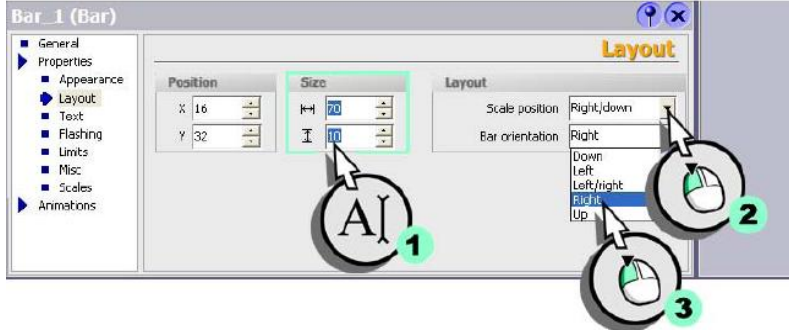 Bar_1 (Bar)
General
Properties
Appearance
Layout
Text
Flashing
Limits
Misc
Scales
Animations
Layout
Position
X 16
Y 32
Size
70
10
Layout
Scale position Right/down
Bar orientation Right
Down
Left
Left/right
Right
Up
A
1
2
3